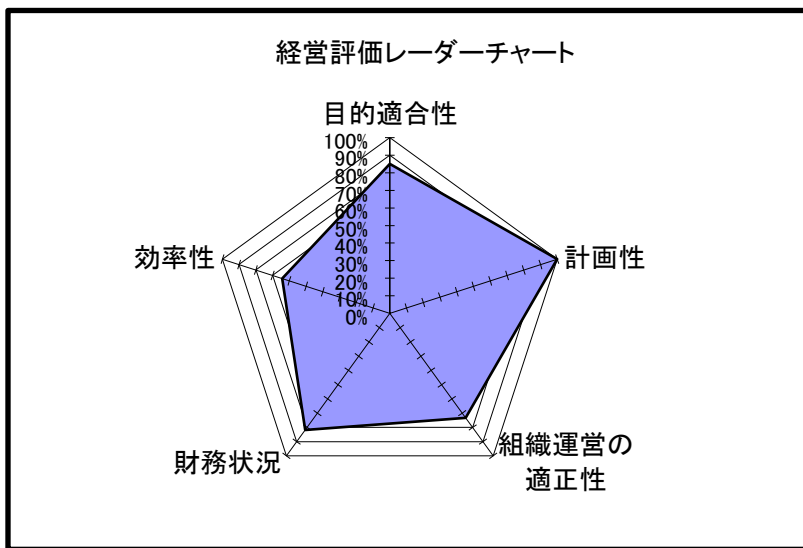 経営評価レーダーチャート
目的適合性
100%
90%
80%
70%
60%
50%
40%
30%
20%
10%
0%
効率性
計画性
財務状況
組織運営の
適正性